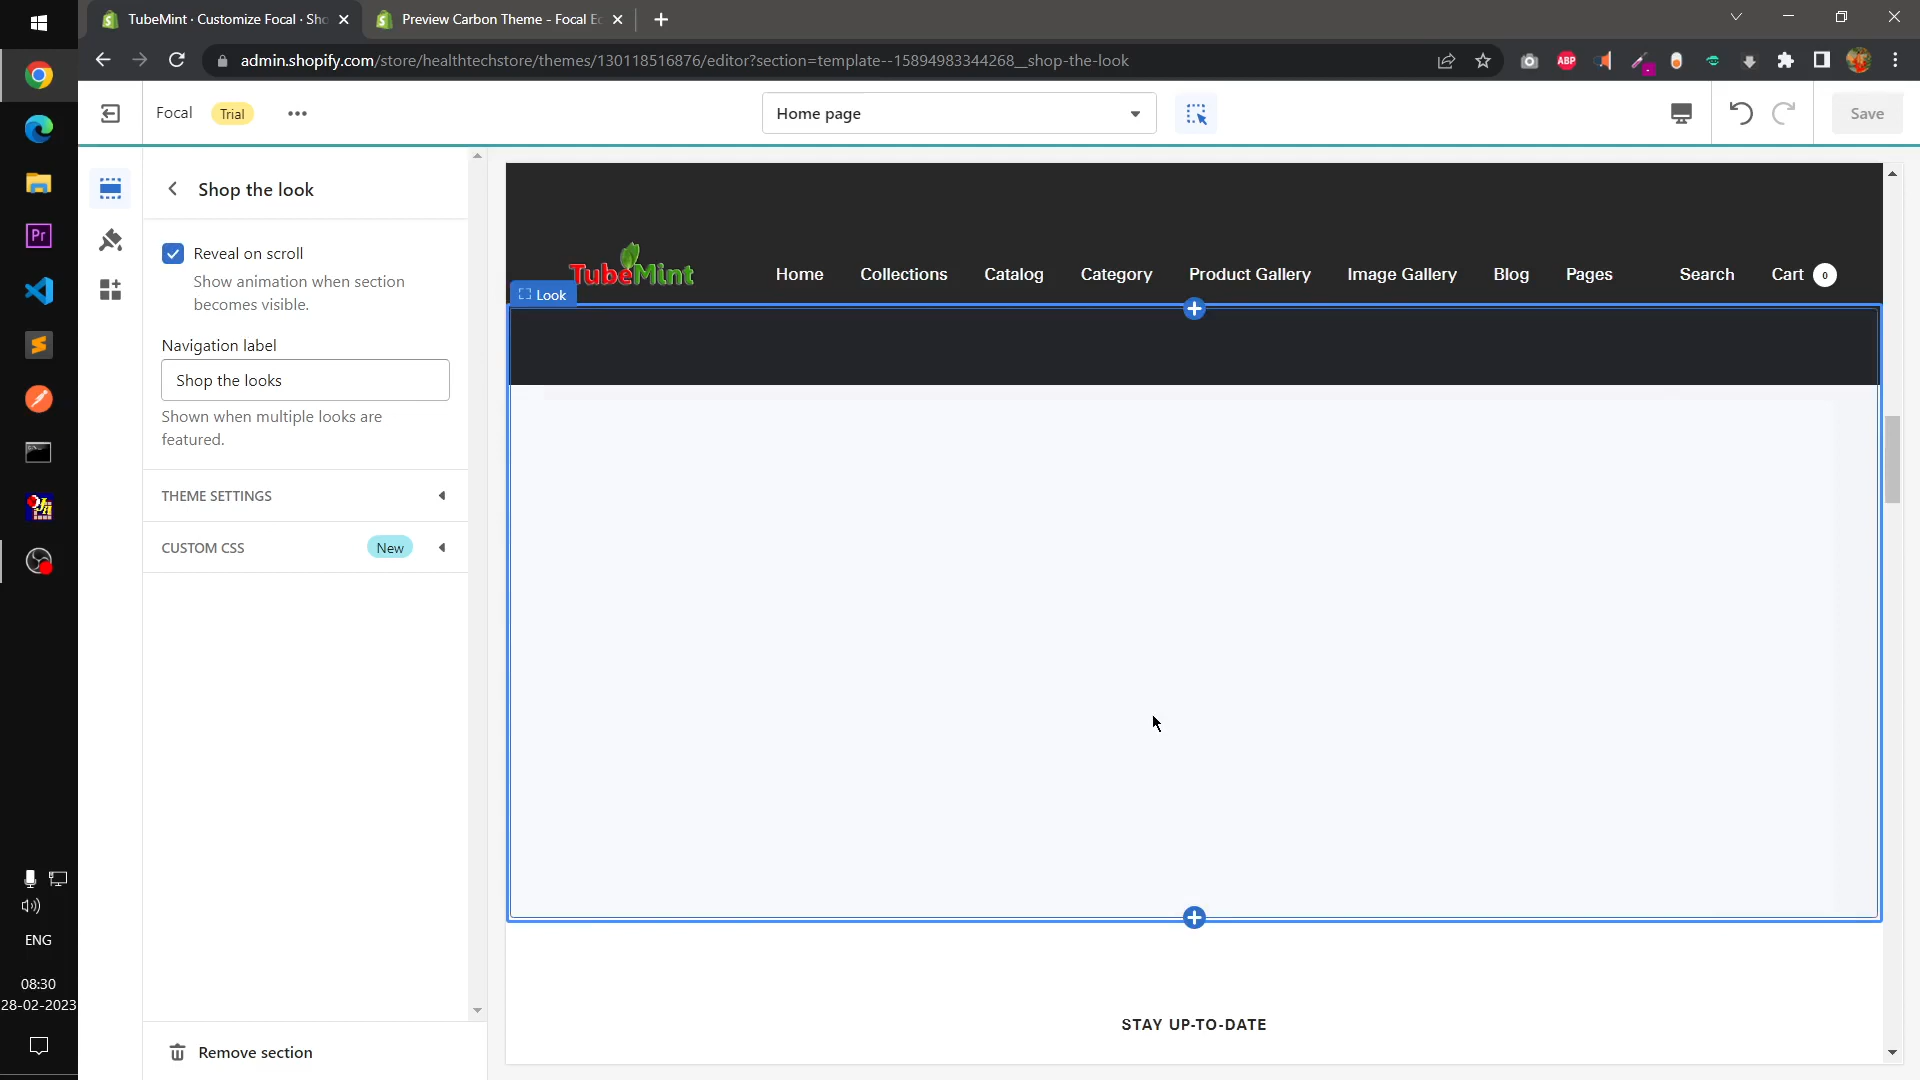 TubeMint · Customize Focal · Sho
Preview Carbon Theme - Focal Ec
admin.shopify.com/store/healthtechstore/themes/130118516876/editor?section=template--15894983344268__shop-the-look
ABP
Focal
Trial
Home page
Save
Shop the look
Reveal on scroll
Show animation when section
becomes visible.
Navigation label
Shop the looks
Shown when multiple looks are
featured.
THEME SETTINGS
CUSTOM CSS
New
Remove section
TubeMint
Home
Collections
Catalog
Category
Product Gallery
Image Gallery
Blog
Pages
Search
Cart
0
Look
STAY UP-TO-DATE
Pr
ENG
08:30
28-02-2023